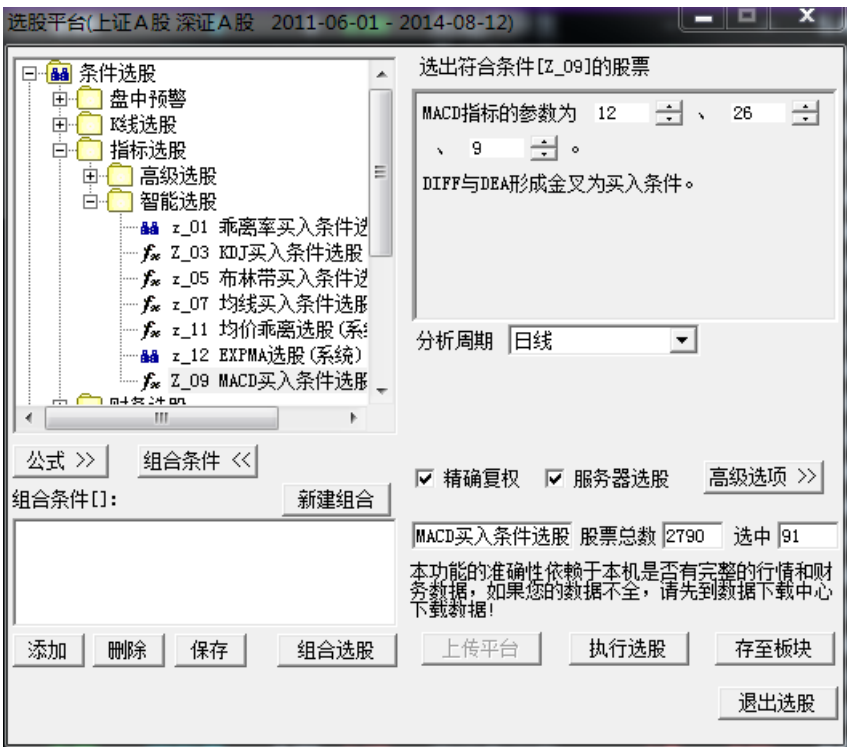 选股平台(上证A股 深证A股 2011-06-01 - 2014-08-12)
条件选股
盘中预警
K线选股
指标选股
高级选股
智能选股
z_01 乖离率买入条件选
Z_03 KDJ买入条件选股
z_05 布林带买入条件选
z_07 均线买入条件选股
z_11 均价乖离选股(系
z_12 EXPMA选股(系统)
Z_09 MACD买入条件选股
财务选股
公式 >>
组合条件 <<
组合条件[]:
新建组合
添加
删除
保存
组合选股
选出符合条件[Z_09]的股票
MACD指标的参数为 12 、 26
、 9 。
DIFF与DEA形成金叉为买入条件。
分析周期 日线
精确复权
服务器选股
高级选项 >>
MACD买入条件选股 股票总数 2790 选中 91
本功能的准确性依赖于本机是否有完整的行情和财
务数据，如果您的数据不全，请先到数据下载中心
下载数据!
上传平台
执行选股
存至板块
退出选股